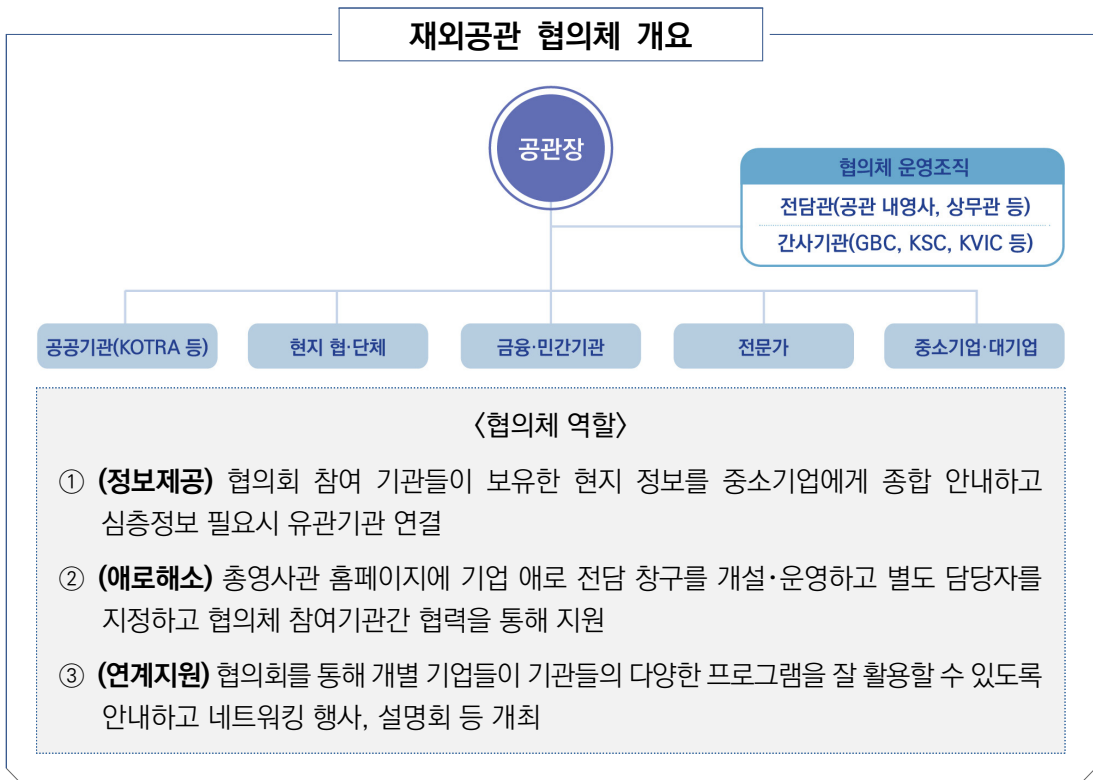 재외공관 협의체 개요
공관장
협의체 운영조직
전담관(공관 내영사, 상무관 등)
간사기관(GBC, KSC, KVIC 등)
공공기관(KOTRA 등)
현지 협·단체
금융·민간기관
전문가
중소기업·대기업
〈협의체 역할〉
① (정보제공) 협의회 참여 기관들이 보유한 현지 정보를 중소기업에게 종합 안내하고
심층정보 필요시 유관기관 연결
② (애로해소) 총영사관 홈페이지에 기업 애로 전담 창구를 개설·운영하고 별도 담당자를
지정하고 협의체 참여기관간 협력을 통해 지원
③ (연계지원) 협의회를 통해 개별 기업들이 기관들의 다양한 프로그램을 잘 활용할 수 있도록
안내하고 네트워킹 행사, 설명회 등 개최